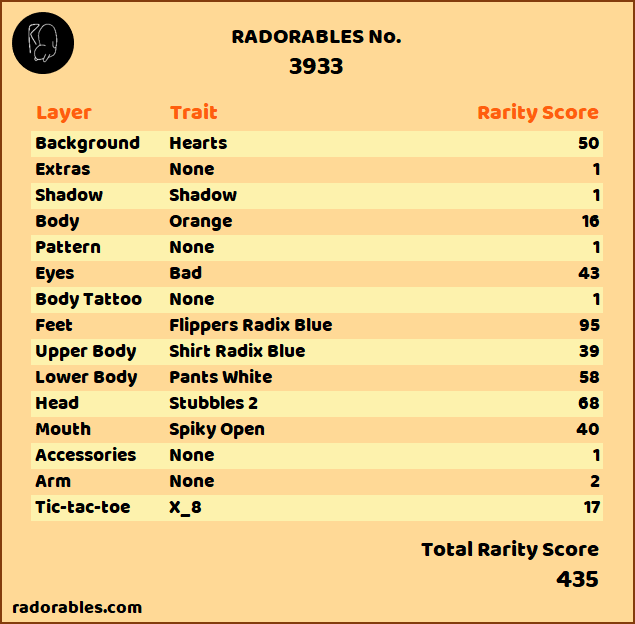 RADORABLES No.
3933
Layer Trait Rarity Score
Background Hearts 50
Extras None 1
Shadow Shadow 1
Body Orange 16
Pattern None 1
Eyes Bad 43
Body Tattoo None 1
Feet Flippers Radix Blue 95
Upper Body Shirt Radix Blue 39
Lower Body Pants White 58
Head Stubbles 2 68
Mouth Spiky Open 40
Accessories None 1
Arm None 2
Tic-tac-toe X_8 17
Total Rarity Score
435
radorables.com